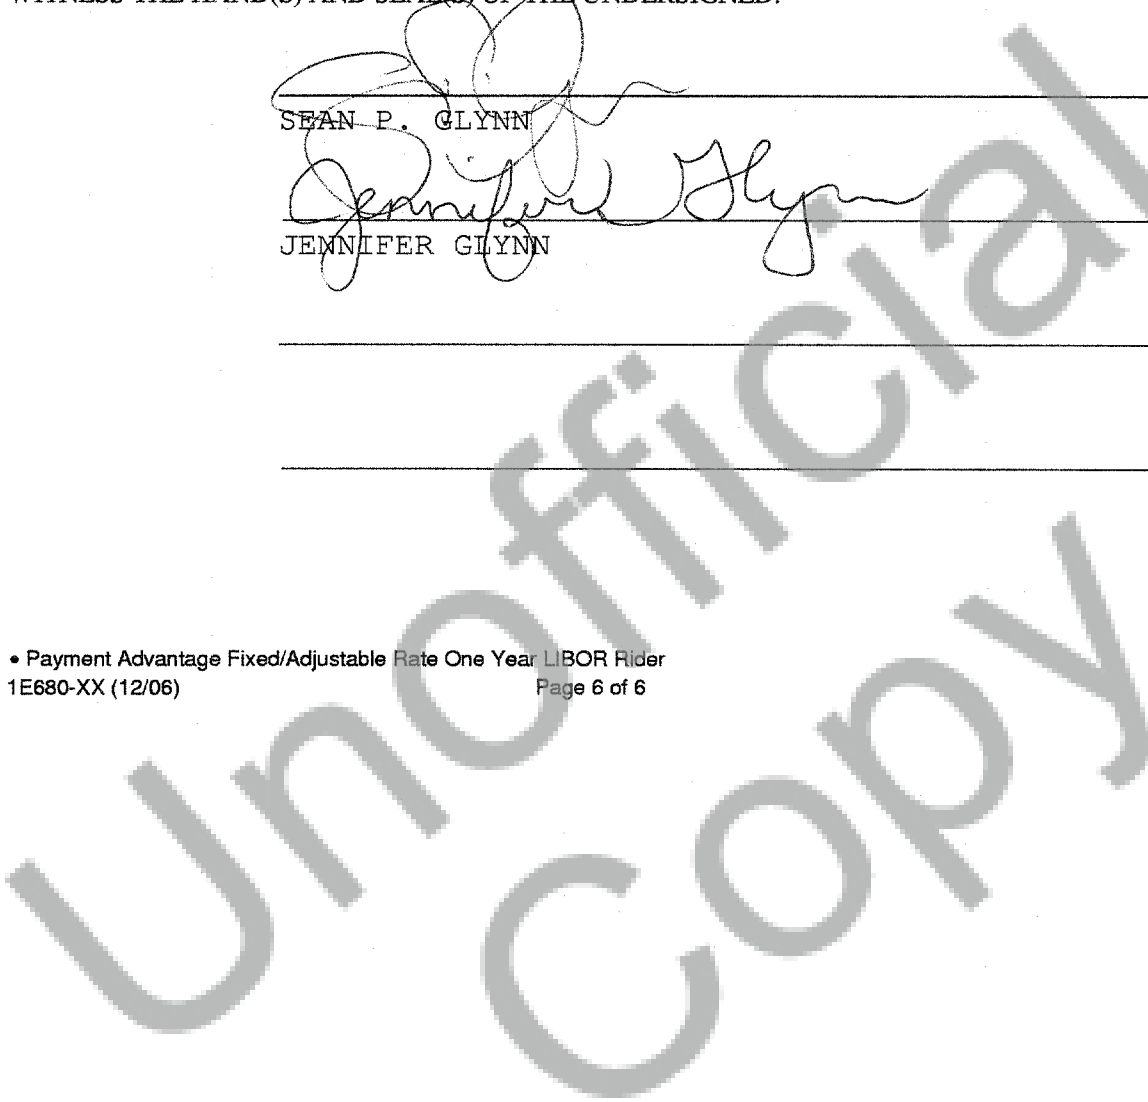 WITNESS THE HAND(S) AND SEAL(S) OF THE UNDERSIGNED.
SEAN P. GLYNN
Jennifer Glynn
JENNIFER GLYNN
• Payment Advantage Fixed/Adjustable Rate One Year LIBOR Rider
1E680-XX (12/06) Page 6 of 6
Unofficial
Copy